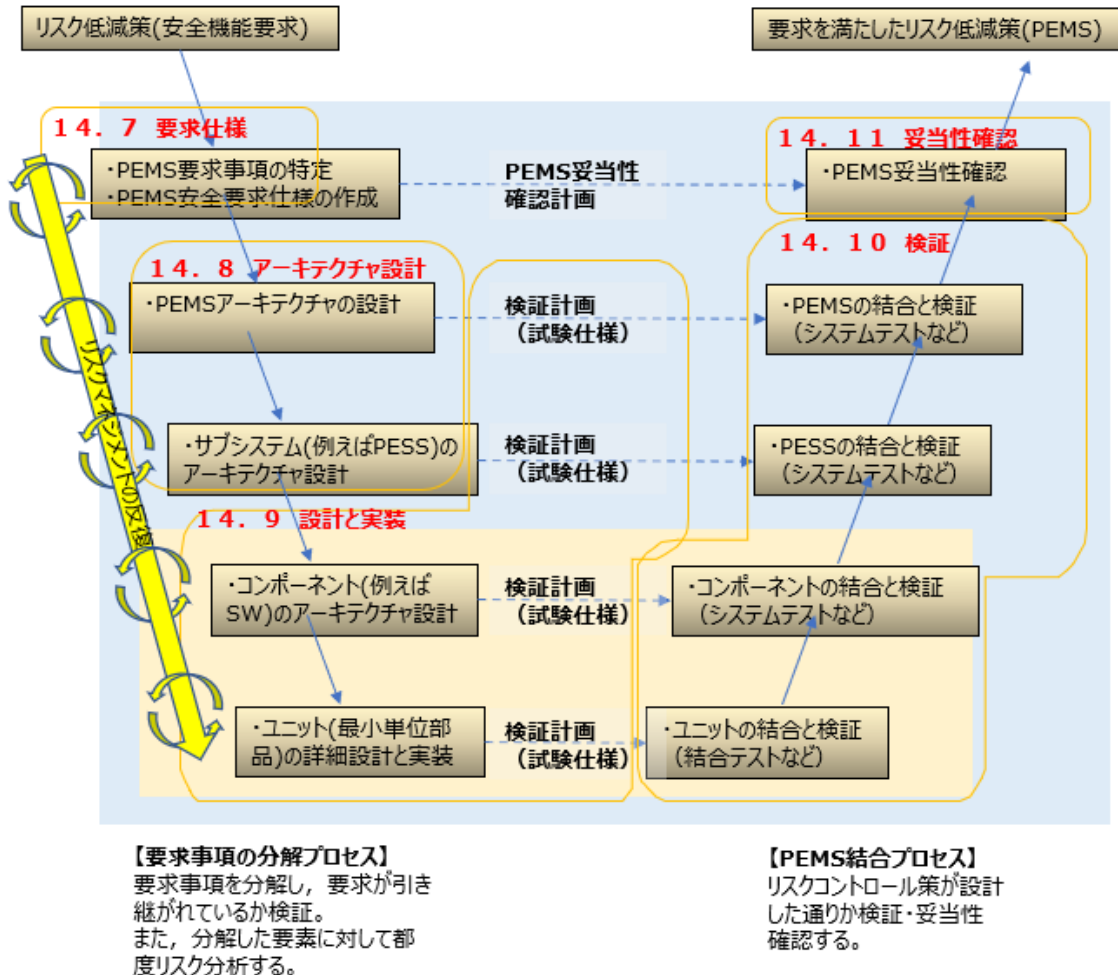 リスク低減策(安全機能要求)
要求を満たしたリスク低減策(PEMS)
14.7 要求仕様
・PEMS要求事項の特定
・PEMS安全要求仕様の作成
PEMS妥当性
確認計画
14.11 妥当性確認
・PEMS妥当性確認
14.8 アーキテクチャ設計
・PEMSアーキテクチャの設計
検証計画
(試験仕様)
14.10 検証
・PEMSの結合と検証
(システムテストなど)
リスクマネジメントの反復
・サブシステム(例えばPESS)の
アーキテクチャ設計
検証計画
(試験仕様)
・PESSの結合と検証
(システムテストなど)
14.9 設計と実装
・コンポーネント(例えば
SW)のアーキテクチャ設計
検証計画
(試験仕様)
・コンポーネントの結合と検証
(システムテストなど)
・ユニット(最小単位部
品)の詳細設計と実装
検証計画
(試験仕様)
・ユニットの結合と検証
(結合テストなど)
【要求事項の分解プロセス】
要求事項を分解し，要求が引き
継がれているか検証。
また，分解した要素に対して都
度リスク分析する。
【PEMS結合プロセス】
リスクコントロール策が設計
した通りか検証・妥当性
確認する。